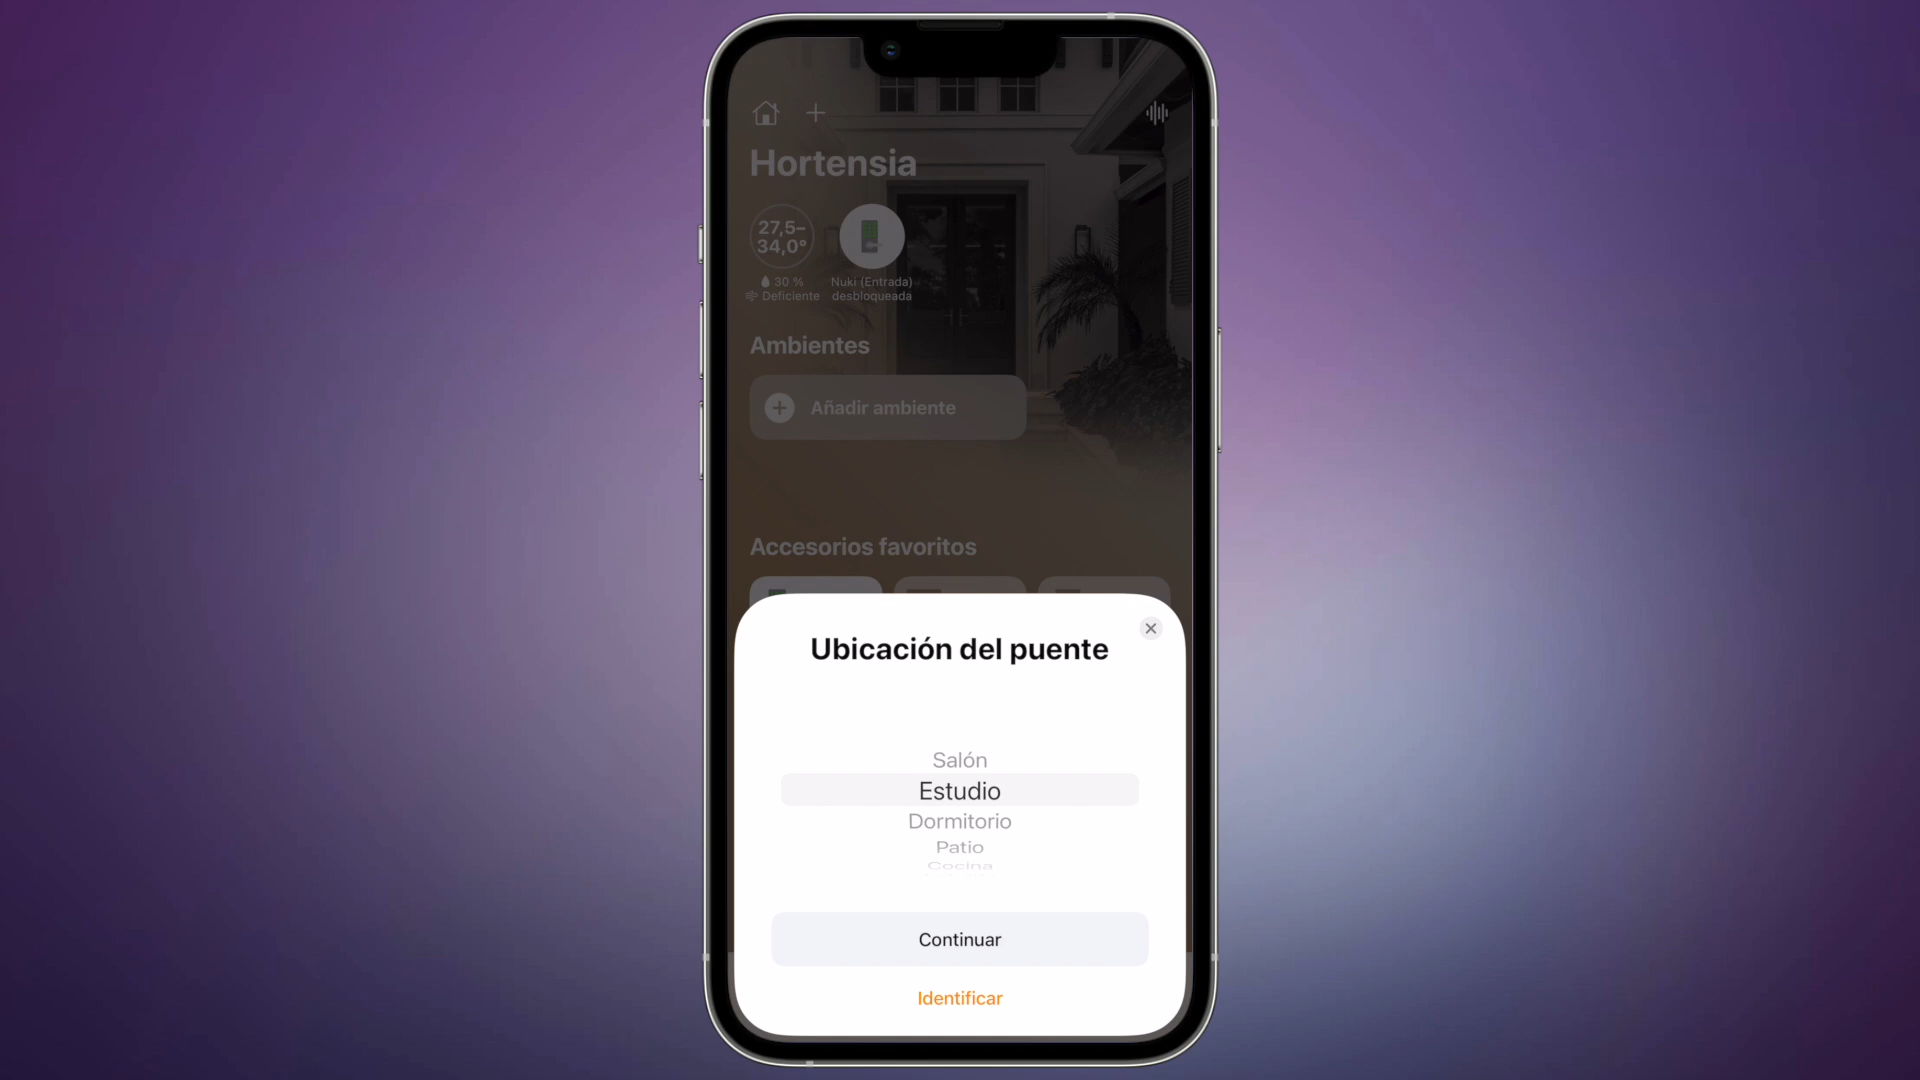 Hortensia
27,5–
34,0°
30 %
Deficiente
Nuki (Entrada)
desbloqueada
Ambientes
Añadir ambiente
Accesorios favoritos
Ubicación del puente
Salón
Estudio
Dormitorio
Patio
Cocina
Continuar
Identificar